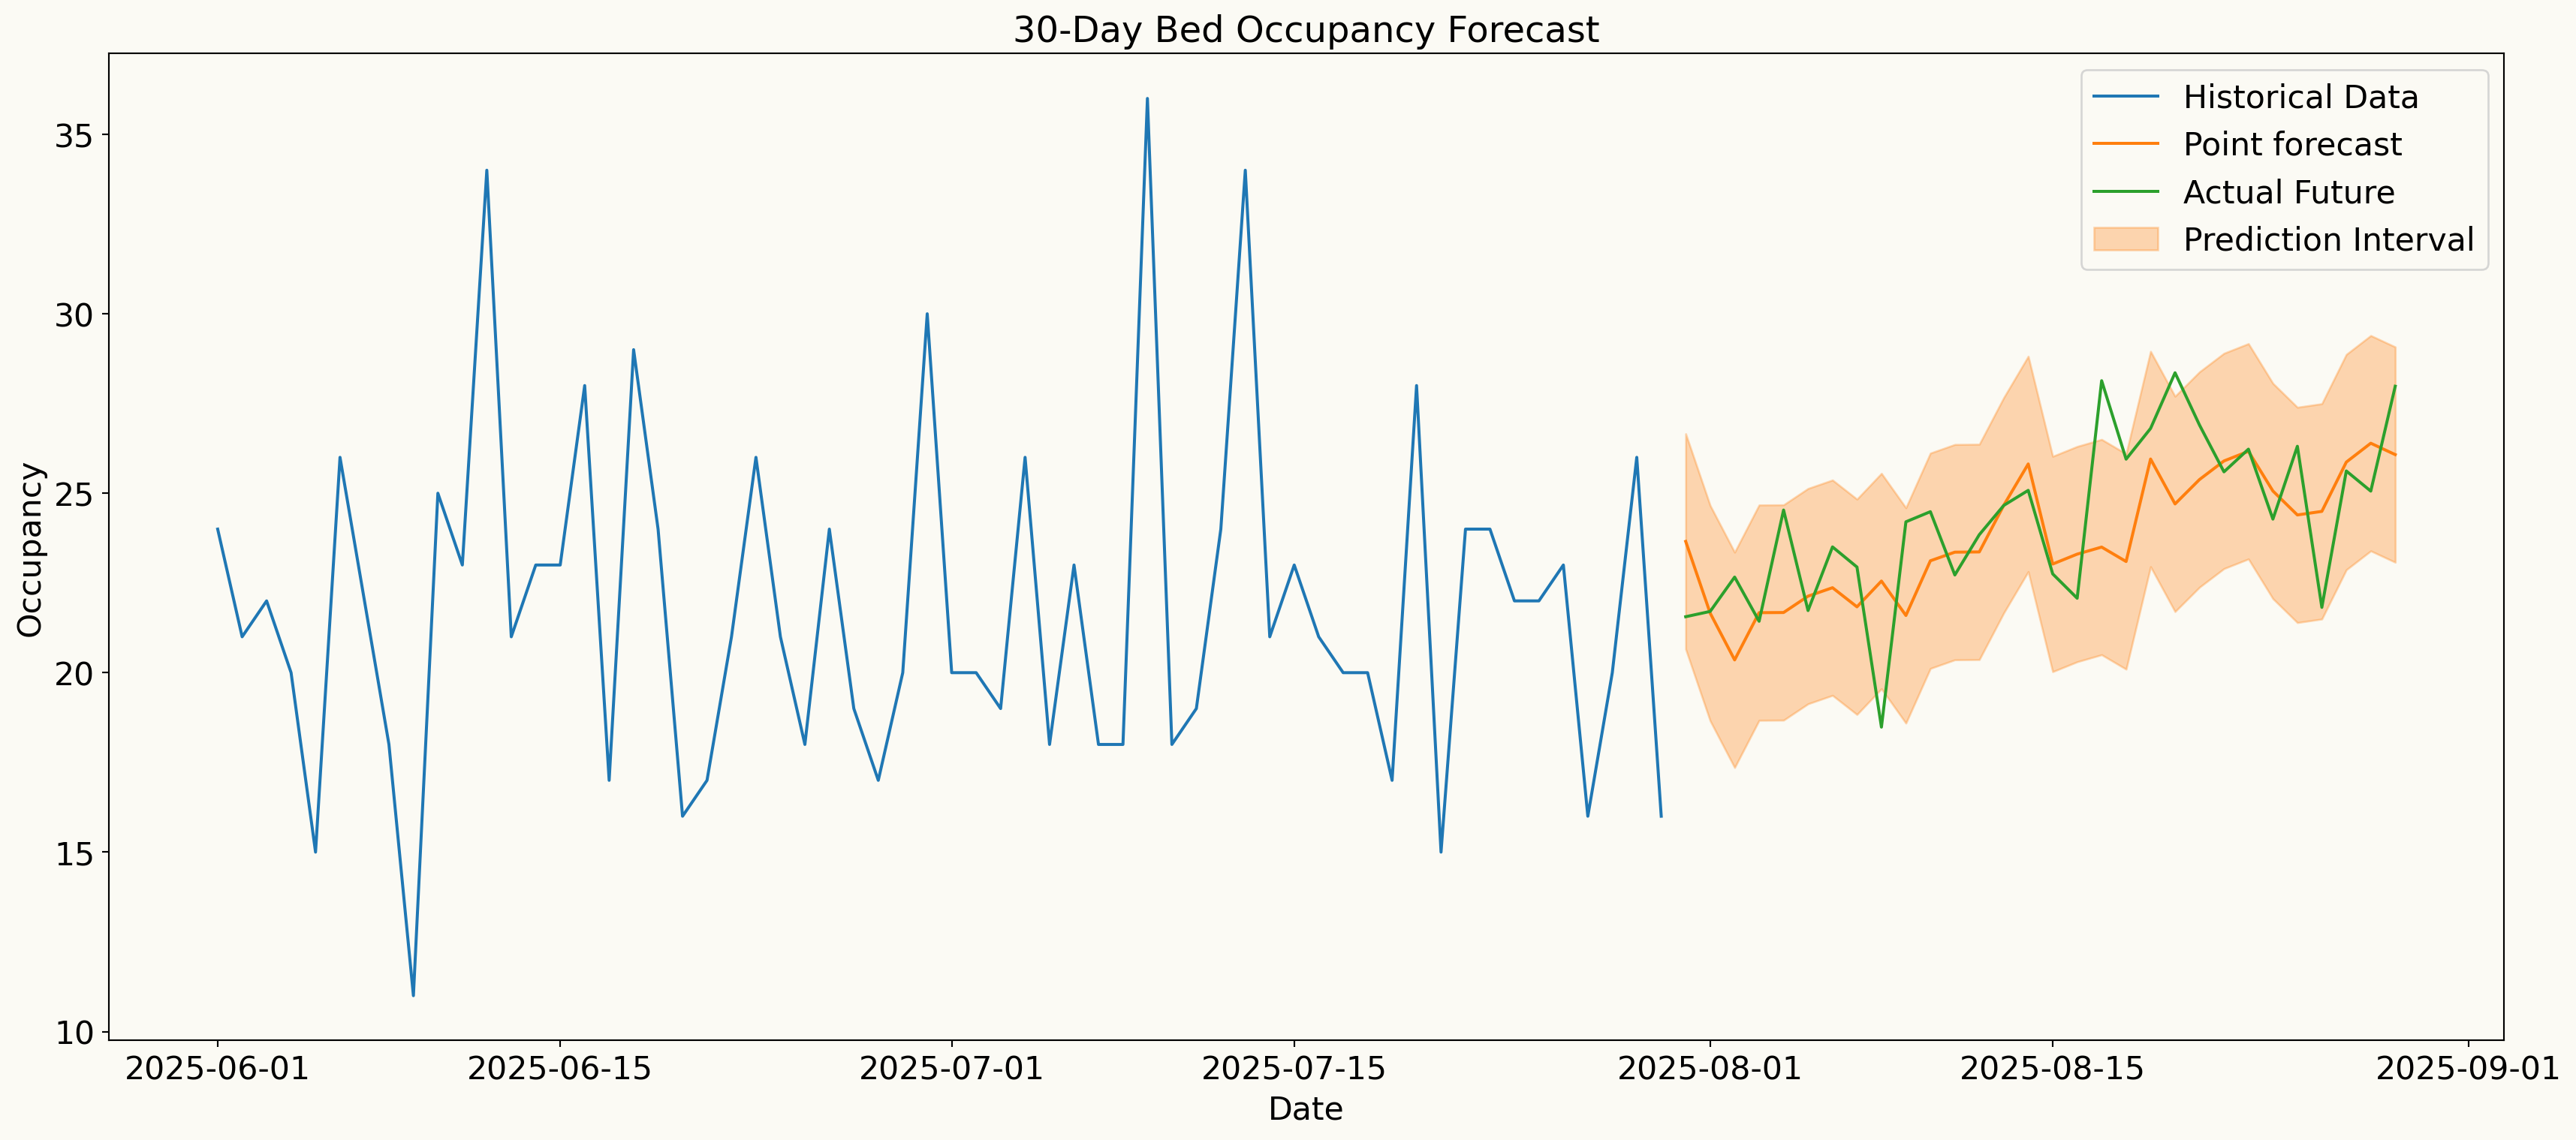 30-Day Bed Occupancy Forecast
Historical Data
Point forecast
Actual Future
Prediction Interval
Occupancy
35
30
25
20
15
10
2025-06-01
2025-06-15
2025-07-01
2025-07-15
2025-08-01
2025-08-15
2025-09-01
Date